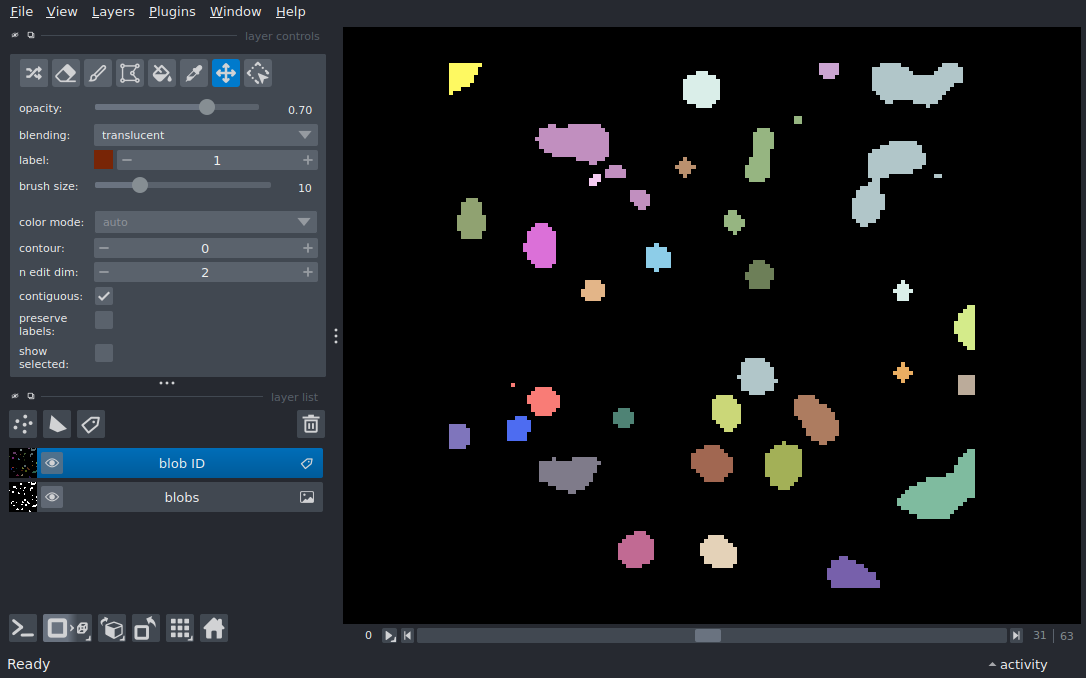 File View Layers Plugins Window Help
layer controls
opacity: 0.70
blending: translucent
label: 1
brush size: 10
color mode: auto
contour: 0
n edit dim: 2
contiguous:
preserve
labels:
show
selected:
layer list
blob ID
blobs
0 31 63
Ready activity